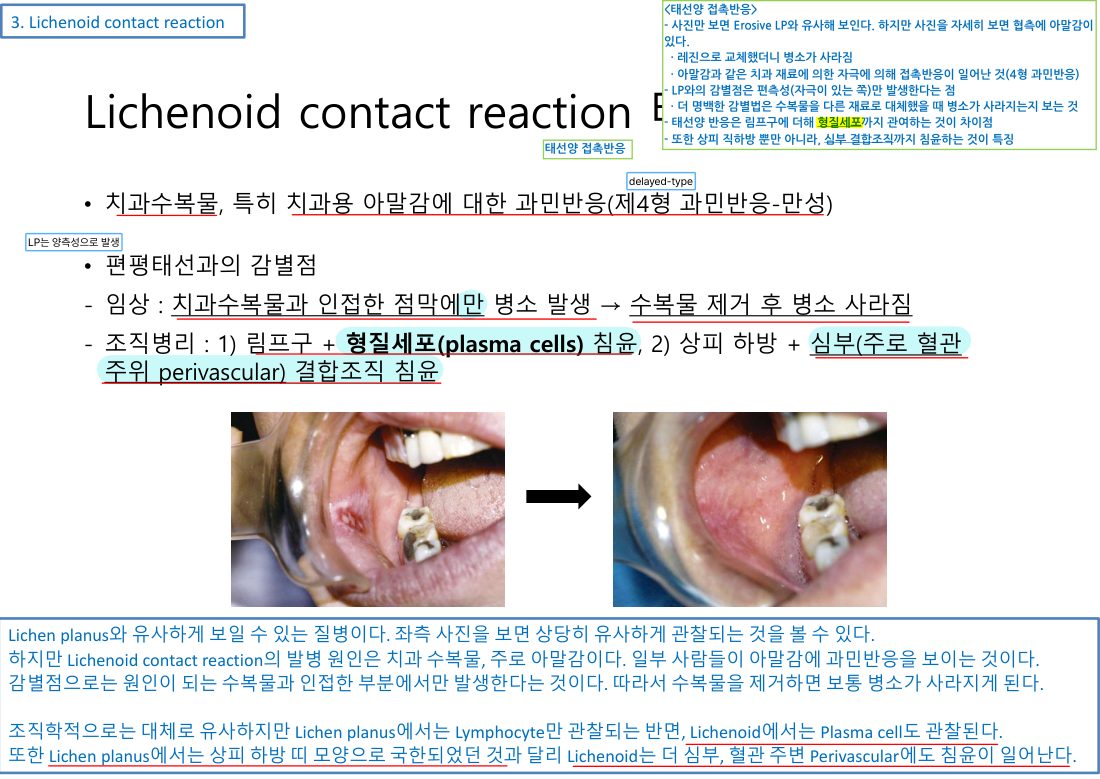 3. Lichenoid contact reaction
<태선양 접촉반응>
- 사진만 보면 Erosive LP와 유사해 보인다. 하지만 사진을 자세히 보면 협측에 아말감이
있다.
· 레진으로 교체했더니 병소가 사라짐
· 아말감과 같은 치과 재료에 의한 자극에 의해 접촉반응이 일어난 것(4형 과민반응)
- LP와의 감별점은 편측성(자극이 있는 쪽)만 발생한다는 점
· 더 명백한 감별법은 수복물을 다른 재료로 대체했을 때 병소가 사라지는지 보는 것
- 태선양 반응은 림프구에 더해 형질세포까지 관여하는 것이 차이점
- 또한 상피 직하방 뿐만 아니라, 심부 결합조직까지 침윤하는 것이 특징
Lichenoid contact reaction
태선양 접촉반응
delayed-type
• 치과수복물, 특히 치과용 아말감에 대한 과민반응(제4형 과민반응-만성)
LP는 양측성으로 발생
• 편평태선과의 감별점
- 임상 : 치과수복물과 인접한 점막에만 병소 발생 → 수복물 제거 후 병소 사라짐
- 조직병리 : 1) 림프구 + 형질세포(plasma cells) 침윤, 2) 상피 하방 + 심부(주로 혈관
주위 perivascular) 결합조직 침윤
Lichen planus와 유사하게 보일 수 있는 질병이다. 좌측 사진을 보면 상당히 유사하게 관찰되는 것을 볼 수 있다.
하지만 Lichenoid contact reaction의 발병 원인은 치과 수복물, 주로 아말감이다. 일부 사람들이 아말감에 과민반응을 보이는 것이다.
감별점으로는 원인이 되는 수복물과 인접한 부분에서만 발생한다는 것이다. 따라서 수복물을 제거하면 보통 병소가 사라지게 된다.
조직학적으로는 대체로 유사하지만 Lichen planus에서는 Lymphocyte만 관찰되는 반면, Lichenoid에서는 Plasma cell도 관찰된다.
또한 Lichen planus에서는 상피 하방 띠 모양으로 국한되었던 것과 달리 Lichenoid는 더 심부, 혈관 주변 Perivascular에도 침윤이 일어난다.